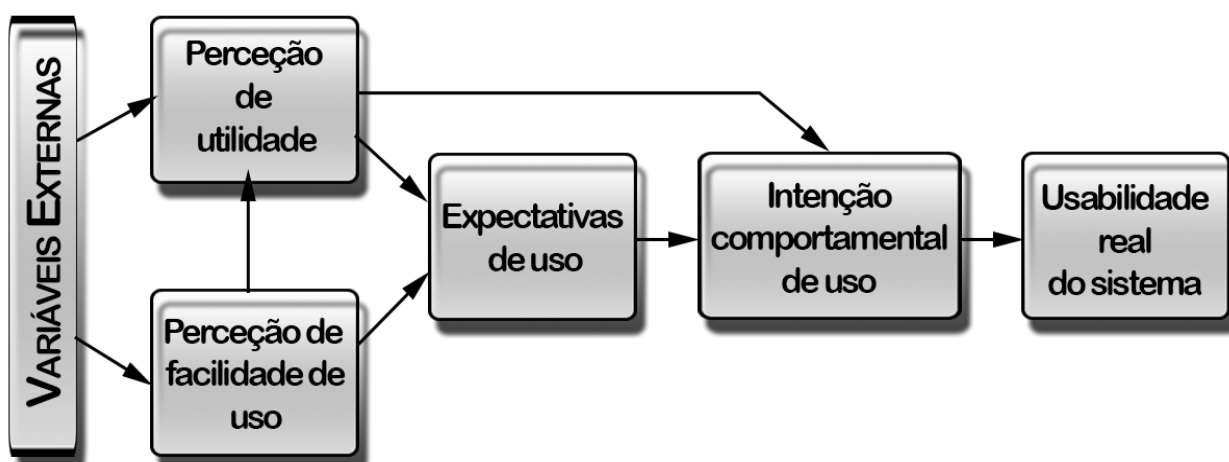 VARIÁVEIS EXTERNAS
Perceção
de
utilidade
Perceção de
facilidade de
uso
Expectativas
de uso
Intenção
comportamental
de uso
Usabilidade
real
do sistema